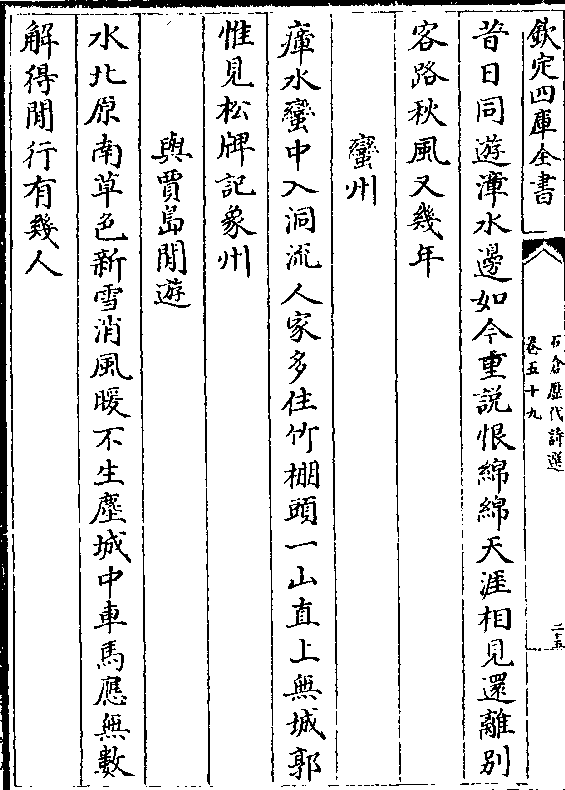 欽定四庫全書
石倉歷代詩選
卷五十九
二十五
昔日同遊漳水邊如今重說恨綿綿天涯相見還離別
客路秋風又幾年
蠻州
瘴水蠻中入洞流人家多住竹棚頭一山直上無城郭
惟見松牌記象州
與賈島閒遊
水北原南草色新雪消風暖不生塵城中車馬應無數
解得閒行有幾人